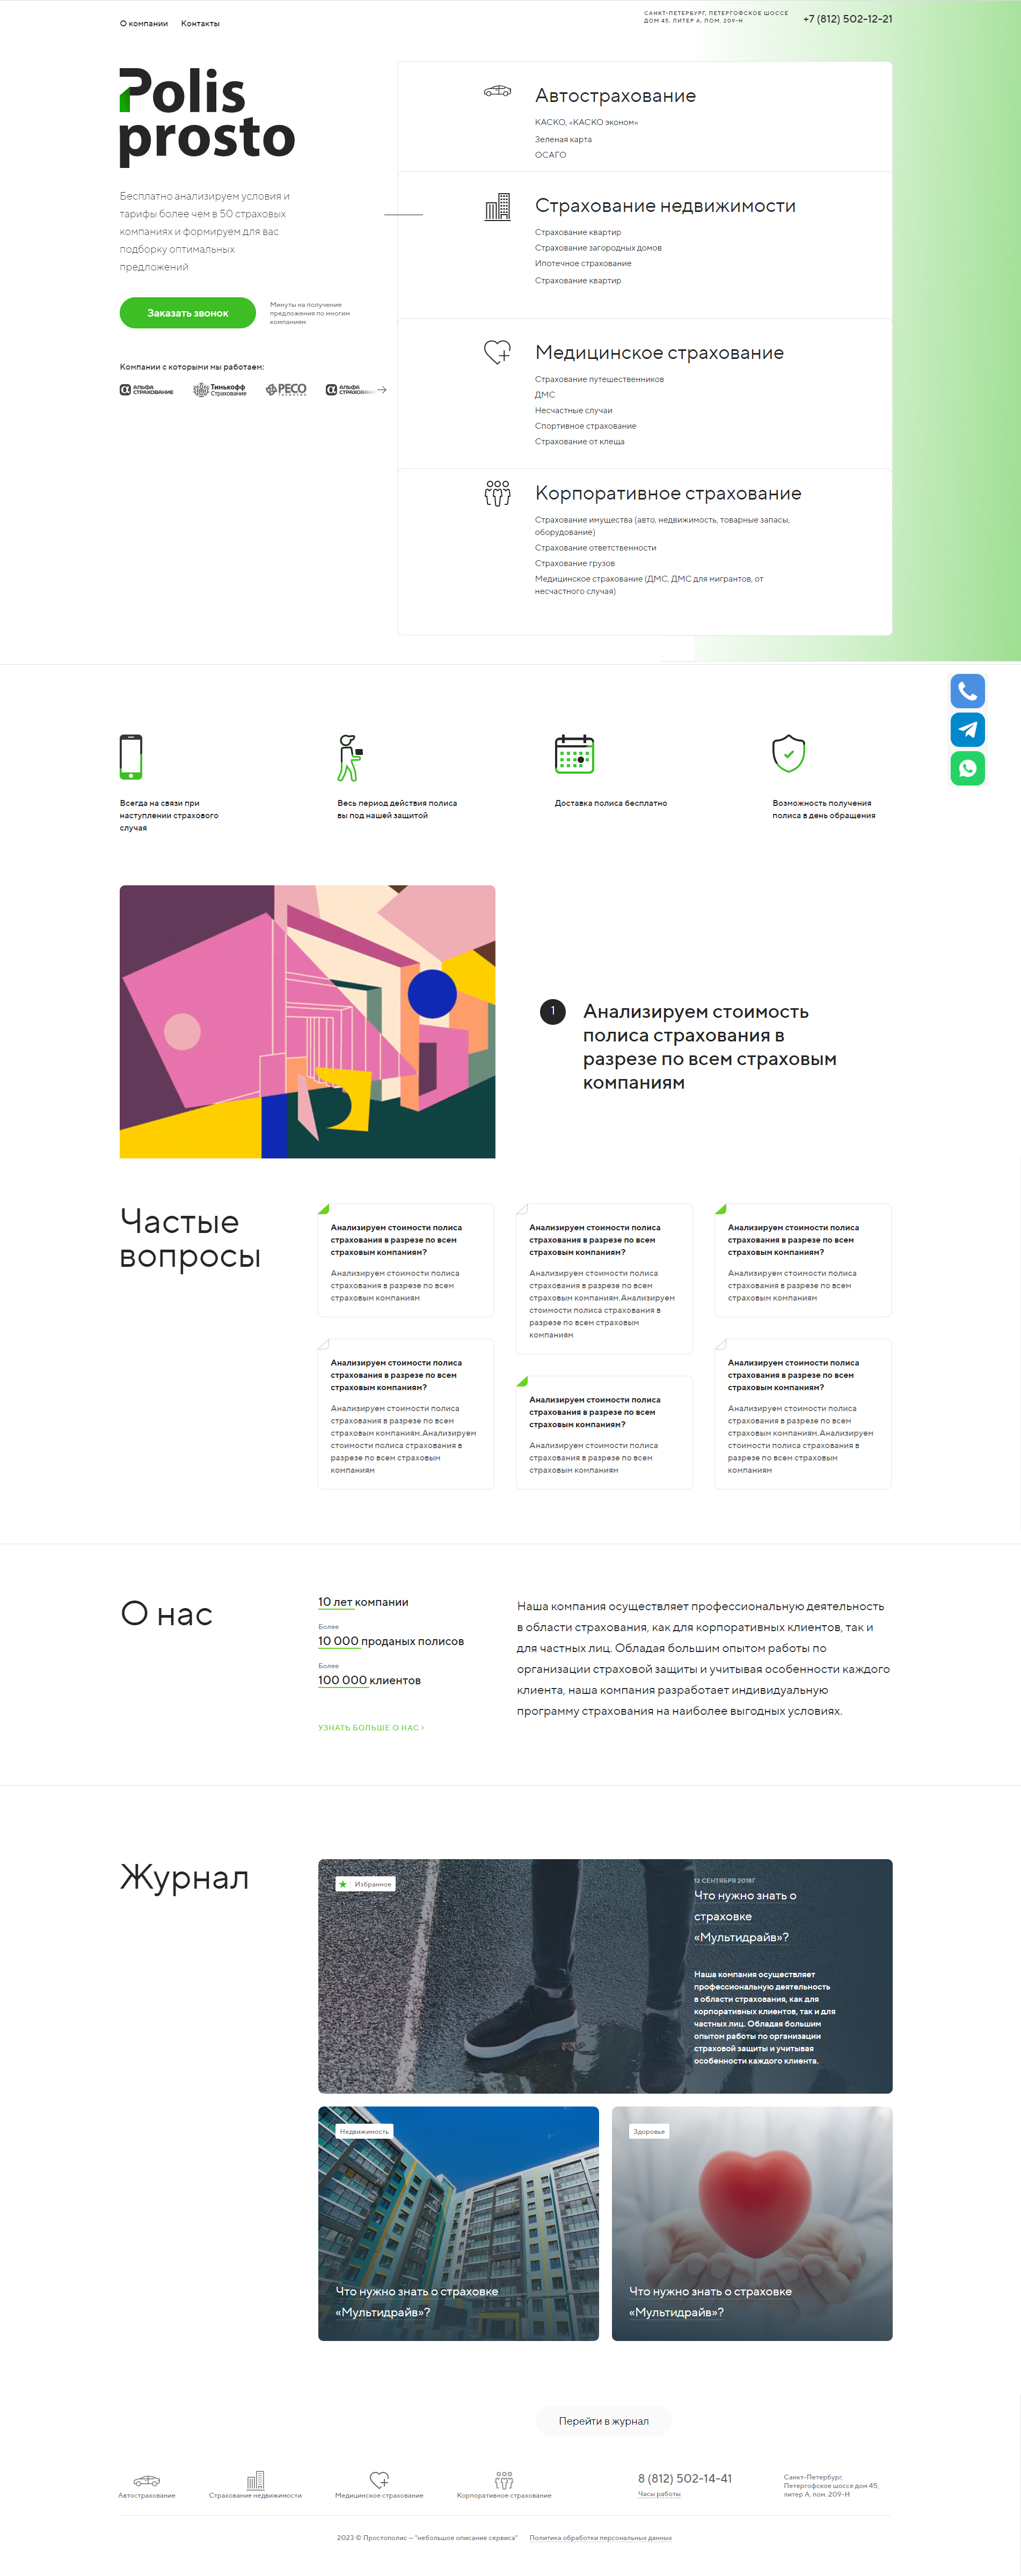 О компании Контакты
САНКТ-ПЕТЕРБУРГ, ПЕТЕРГОФСКОЕ ШОССЕ
ДОМ 45, ЛИТЕР А, ПОМ. 209-Н
+7 (812) 502-12-21
Polis
prosto
Бесплатно анализируем условия и
тарифы более чем в 50 страховых
компаниях и формируем для вас
подборку оптимальных
предложений
Заказать звонок
Минуты на получение
предложения по многим
компаниям
Компании с которыми мы работаем:
АЛЬФА
СТРАХОВАНИЕ
Тинькофф
Страхование
РЕСО
ГАРАНТИЯ
АЛЬФА
СТРАХОВАНИЕ
Автострахование
КАСКО, «КАСКО эконом»
Зеленая карта
ОСАГО
Страхование недвижимости
Страхование квартир
Страхование загородных домов
Ипотечное страхование
Страхование квартир
Медицинское страхование
Страхование путешественников
ДМС
Несчастные случаи
Спортивное страхование
Страхование от клеща
Корпоративное страхование
Страхование имущества (авто, недвижимость, товарные запасы,
оборудование)
Страхование ответственности
Страхование грузов
Медицинское страхование (ДМС, ДМС для мигрантов, от
несчастного случая)
Всегда на связи при
наступлении страхового
случая
Весь период действия полиса
вы под нашей защитой
Доставка полиса бесплатно
Возможность получения
полиса в день обращения
1
Анализируем стоимость
полиса страхования в
разрезе по всем страховым
компаниям
Частые
вопросы
Анализируем стоимости полиса
страхования в разрезе по всем
страховым компаниям?
Анализируем стоимости полиса
страхования в разрезе по всем
страховым компаниям
Анализируем стоимости полиса
страхования в разрезе по всем
страховым компаниям?
Анализируем стоимости полиса
страхования в разрезе по всем
страховым компаниям.Анализируем
стоимости полиса страхования в
разрезе по всем страховым
компаниям
Анализируем стоимости полиса
страхования в разрезе по всем
страховым компаниям?
Анализируем стоимости полиса
страхования в разрезе по всем
страховым компаниям
Анализируем стоимости полиса
страхования в разрезе по всем
страховым компаниям?
Анализируем стоимости полиса
страхования в разрезе по всем
страховым компаниям.Анализируем
стоимости полиса страхования в
разрезе по всем страховым
компаниям
Анализируем стоимости полиса
страхования в разрезе по всем
страховым компаниям?
Анализируем стоимости полиса
страхования в разрезе по всем
страховым компаниям
Анализируем стоимости полиса
страхования в разрезе по всем
страховым компаниям?
Анализируем стоимости полиса
страхования в разрезе по всем
страховым компаниям.Анализируем
стоимости полиса страхования в
разрезе по всем страховым
компаниям
О нас
10 лет компании
Более
10 000 проданых полисов
Более
100 000 клиентов
УЗНАТЬ БОЛЬШЕ О НАС >
Наша компания осуществляет профессиональную деятельность
в области страхования, как для корпоративных клиентов, так и
для частных лиц. Обладая большим опытом работы по
организации страховой защиты и учитывая особенности каждого
клиента, наша компания разработает индивидуальную
программу страхования на наиболее выгодных условиях.
Журнал
Избранное
12 СЕНТЯБРЯ 2018Г
Что нужно знать о
страховке
«Мультидрайв»?
Наша компания осуществляет
профессиональную деятельность
в области страхования, как для
корпоративных клиентов, так и для
частных лиц. Обладая большим
опытом работы по организации
страховой защиты и учитывая
особенности каждого клиента.
Недвижимость
Что нужно знать о страховке
«Мультидрайв»?
Здоровье
Что нужно знать о страховке
«Мультидрайв»?
Перейти в журнал
Автострахование
Страхование недвижимости
Медицинское страхование
Корпоративное страхование
8 (812) 502-14-41
Часы работы
Санкт-Петербург,
Петергофское шоссе дом 45,
литер А, пом. 209-Н
2023 © Простополис — "небольшое описание сервиса" Политика обработки персональных данных